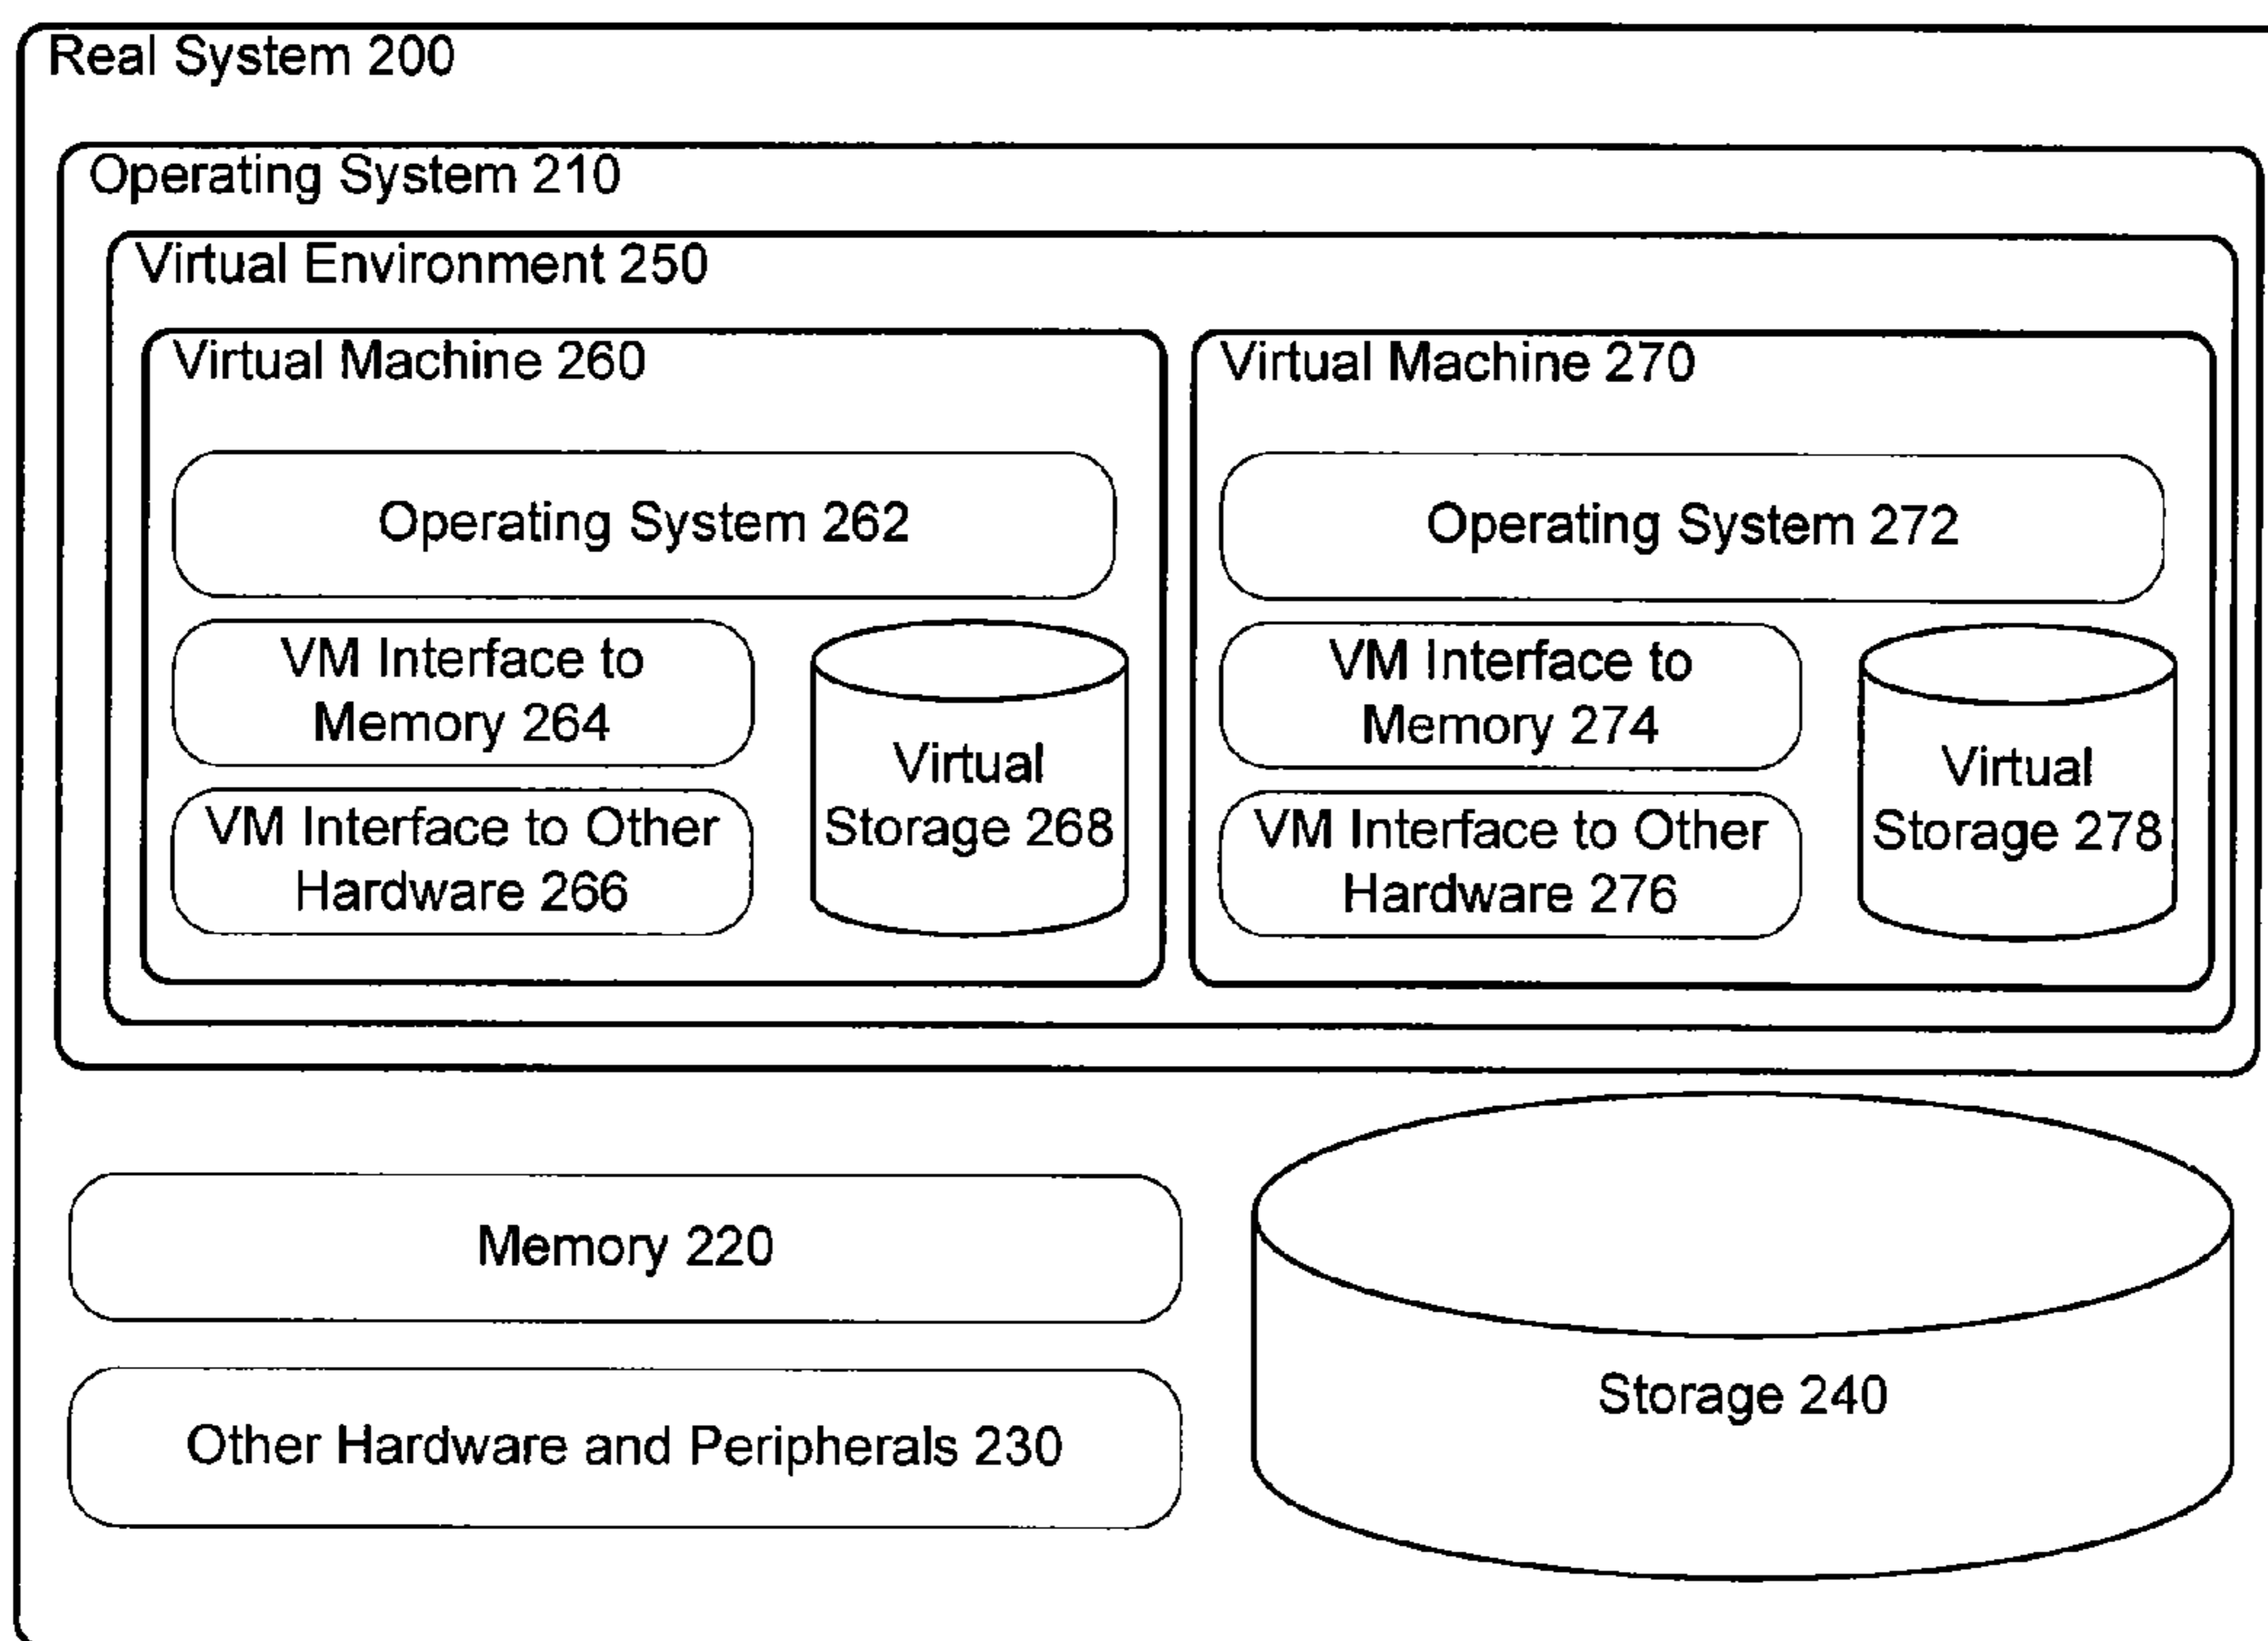 Real System 200
Operating System 210
Virtual Environment 250
Virtual Machine 260
Operating System 262
VM Interface to
Memory 264
VM Interface to Other
Hardware 266
Virtual
Storage 268
Virtual Machine 270
Operating System 272
VM Interface to
Memory 274
VM Interface to Other
Hardware 276
Virtual
Storage 278
Memory 220
Other Hardware and Peripherals 230
Storage 240